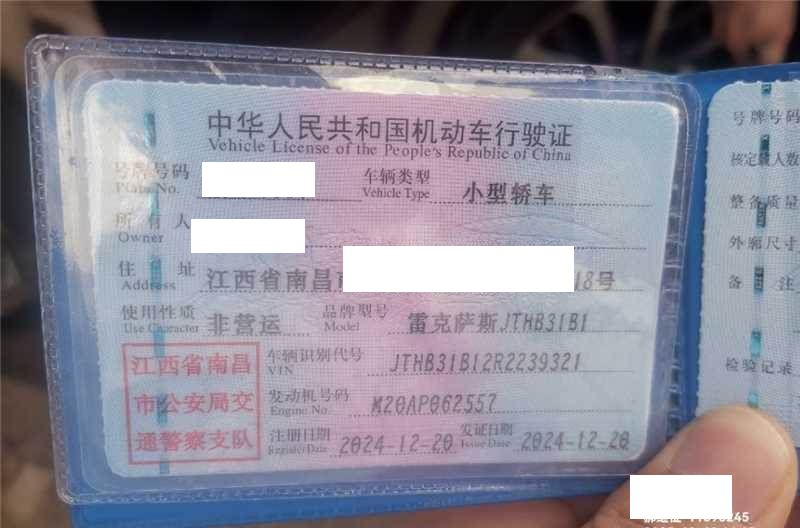 中华人民共和国机动车行驶证
Vehicle License of the People's Republic of China
号牌号码 车辆类型 小型轿车
Plate No. Vehicle Type
所有人
Owner
住址 江西省南昌 18号
Address
使用性质 非营运 品牌型号 雷克萨斯JTHB31B1
Use Character Model
江西省南昌 车辆识别代号 JTHB31B12R2239321
VIN
市公安局交 发动机号码 M20AP062557
Engine No.
通警察支队 注册日期 2024-12-20 发证日期 2024-12-20
Register Date Issue Date
号牌号码
核定载人数
整备质量
外廓尺寸
备注
检验记录